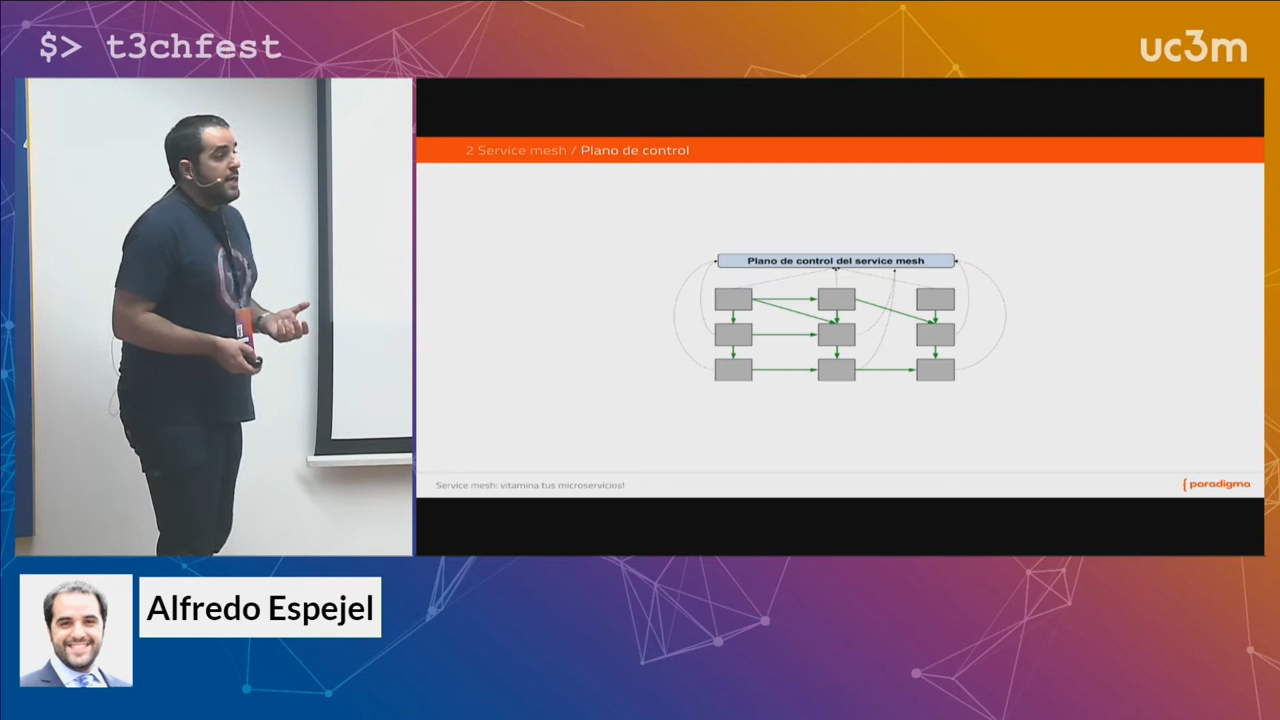 $> t3chfest
uc3m
2 Service mesh / Plano de control
Plano de control del service mesh
Service mesh: vitamina tus microservicios!
{paradigma
Alfredo Espejel